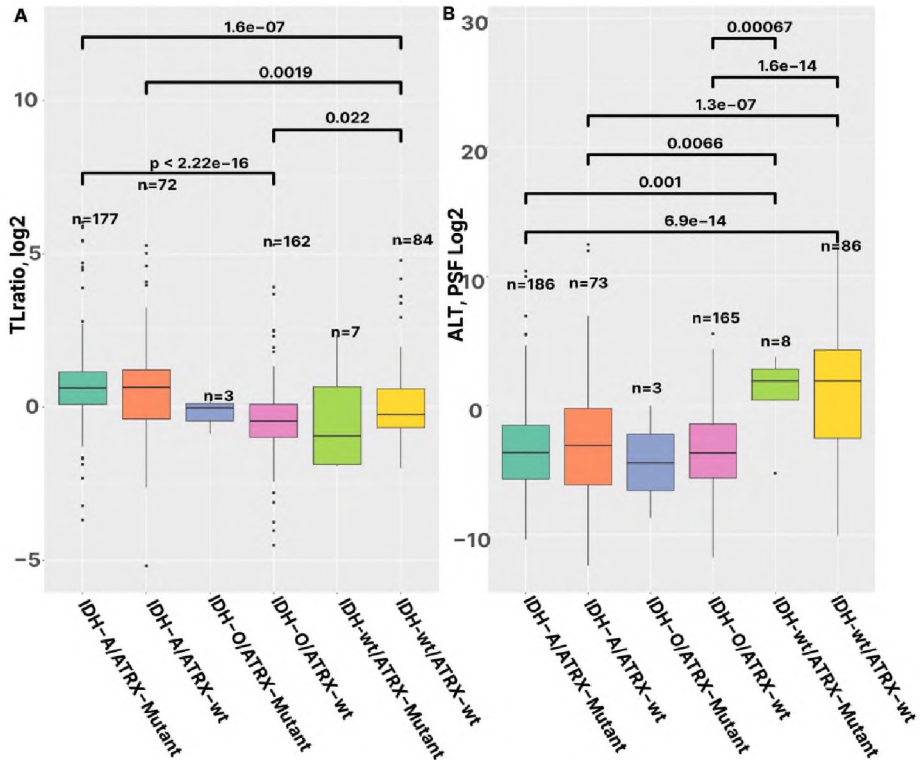 A
1.6e−07
0.0019
0.022
p < 2.22e−16
n=72
n=177
n=162
n=84
n=7
n=3
TLratio, log2
10
5
0
−5
IDH−A/ATRX−Mutant
IDH−A/ATRX−wt
IDH−O/ATRX−Mutant
IDH−O/ATRX−wt
IDH−wt/ATRX−Mutant
IDH−wt/ATRX−wt
B
0.00067
1.6e−14
1.3e−07
0.0066
0.001
6.9e−14
n=86
n=186
n=73
n=165
n=8
n=3
ALT, PSF Log2
30
20
10
0
−10
IDH−A/ATRX−Mutant
IDH−A/ATRX−wt
IDH−O/ATRX−Mutant
IDH−O/ATRX−wt
IDH−wt/ATRX−Mutant
IDH−wt/ATRX−wt